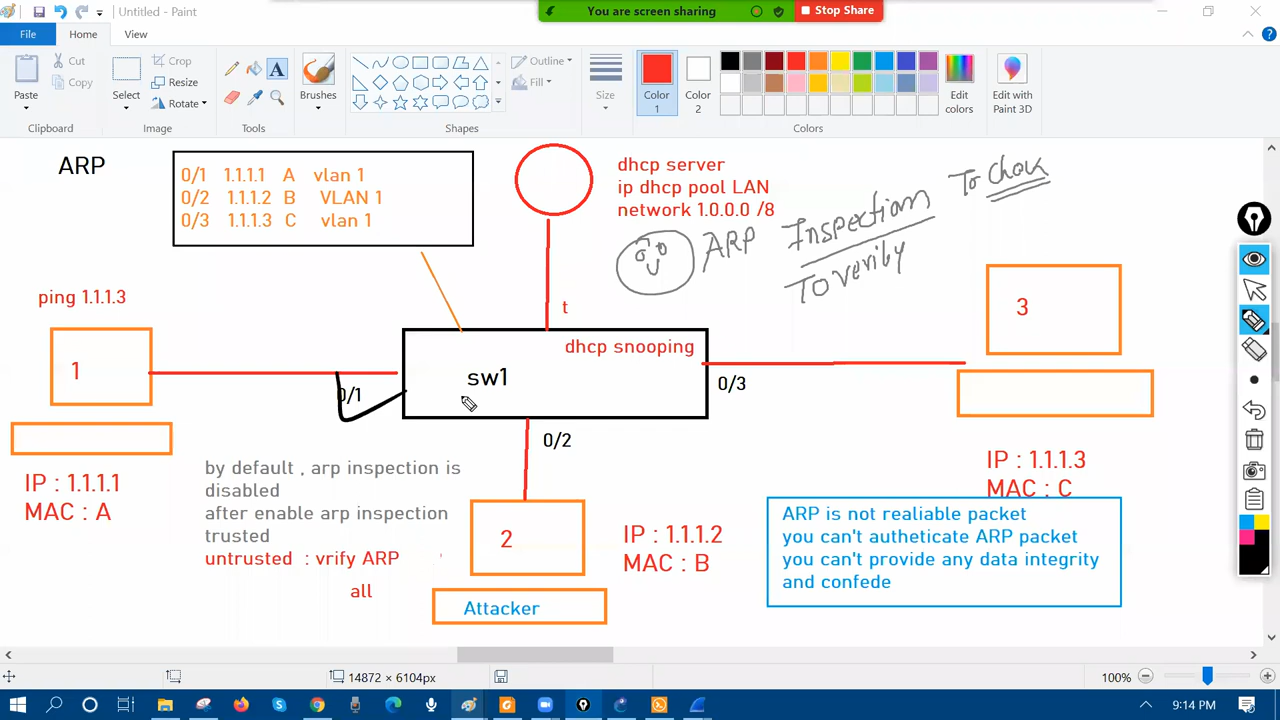 Untitled - Paint
You are screen sharing
Stop Share
File
Home
View
Paste
Cut
Copy
Clipboard
Select
Crop
Resize
Rotate
Image
Tools
Brushes
Shapes
Outline
Fill
Size
Color
1
Color
2
Edit
colors
Colors
Edit with
Paint 3D
ARP
0/1 1.1.1.1 A vlan 1
0/2 1.1.1.2 B VLAN 1
0/3 1.1.1.3 C vlan 1
dhcp server
ip dhcp pool LAN
network 1.0.0.0 /8
ARP Inspection To
To verify
t
ping 1.1.1.3
1
dhcp snooping
sw1
0/1
0/2
0/3
3
IP : 1.1.1.1
MAC : A
by default , arp inspection is
disabled
after enable arp inspection
trusted
untrusted : vrify ARP
all
2
IP : 1.1.1.2
MAC : B
Attacker
IP : 1.1.1.3
MAC : C
ARP is not realiable packet
you can't autheticate ARP packet
you can't provide any data integrity
and confede
14872 × 6104px
100%
9:14 PM